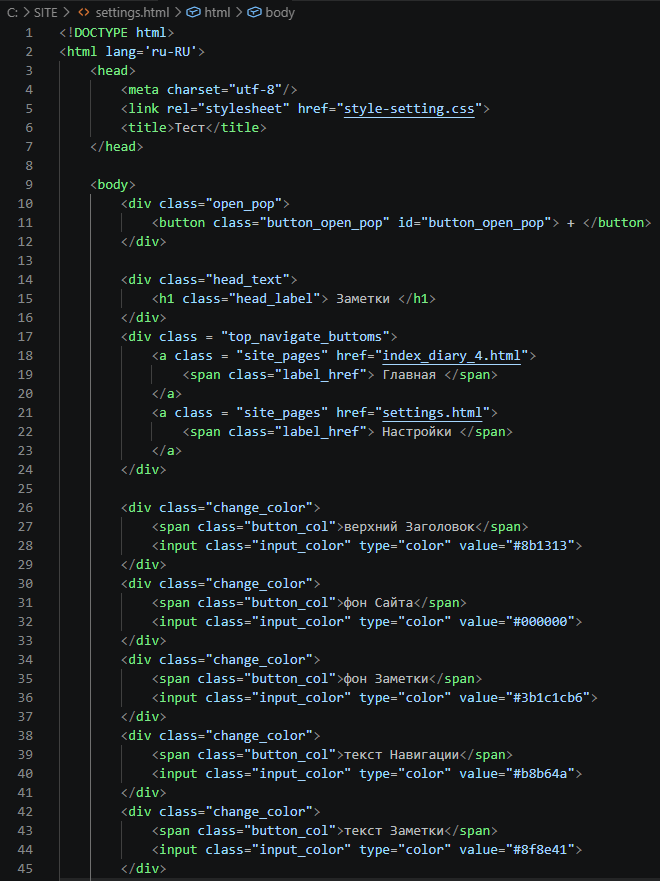 C: > SITE > <> settings.html > html > body
1 <!DOCTYPE html>
2 <html lang='ru-RU'>
3 <head>
4 <meta charset="utf-8"/>
5 <link rel="stylesheet" href="style-setting.css">
6 <title>Тест</title>
7 </head>
8
9 <body>
10 <div class="open_pop">
11 <button class="button_open_pop" id="button_open_pop"> + </button>
12 </div>
13
14 <div class="head_text">
15 <h1 class="head_label"> Заметки </h1>
16 </div>
17 <div class = "top_navigate_buttoms">
18 <a class = "site_pages" href="index_diary_4.html">
19 <span class="label_href"> Главная </span>
20 </a>
21 <a class = "site_pages" href="settings.html">
22 <span class="label_href"> Настройки </span>
23 </a>
24 </div>
25
26 <div class="change_color">
27 <span class="button_col">верхний Заголовок</span>
28 <input class="input_color" type="color" value="#8b1313">
29 </div>
30 <div class="change_color">
31 <span class="button_col">фон Сайта</span>
32 <input class="input_color" type="color" value="#000000">
33 </div>
34 <div class="change_color">
35 <span class="button_col">фон Заметки</span>
36 <input class="input_color" type="color" value="#3b1c1cb6">
37 </div>
38 <div class="change_color">
39 <span class="button_col">текст Навигации</span>
40 <input class="input_color" type="color" value="#b8b64a">
41 </div>
42 <div class="change_color">
43 <span class="button_col">текст Заметки</span>
44 <input class="input_color" type="color" value="#8f8e41">
45 </div>